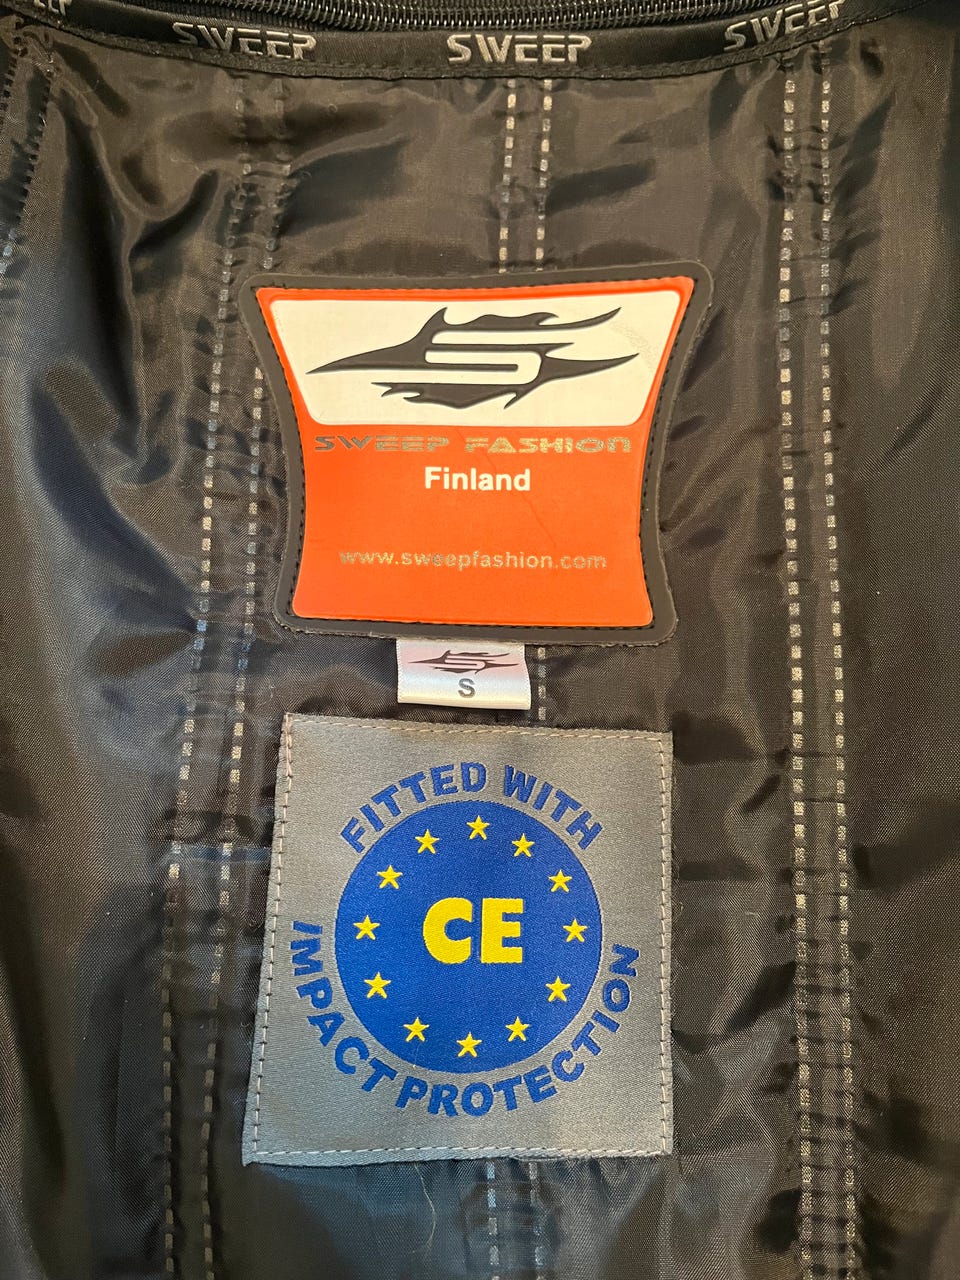 SWEEP
SWEEP
SWEEP
SWEEP FASHION
Finland
www.sweepfashion.com
S
FITTED WITH
CE
IMPACT PROTECTION